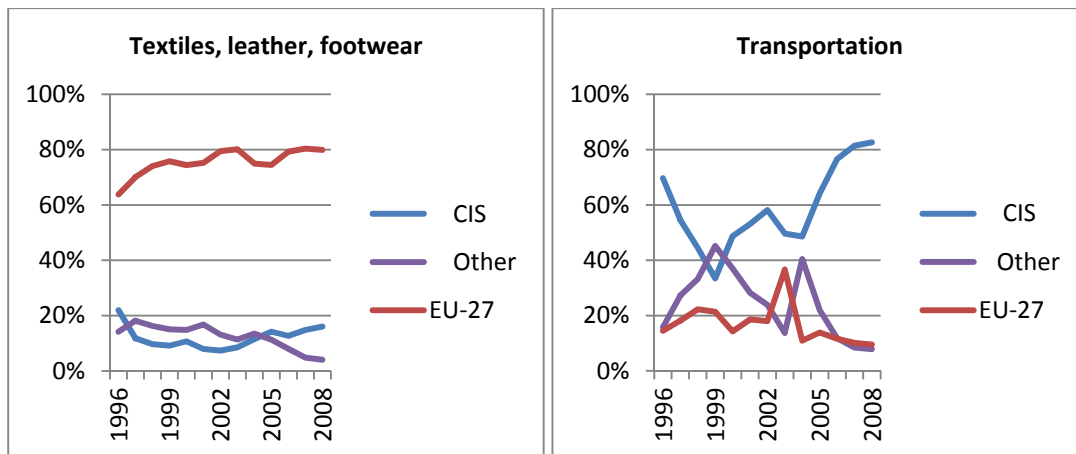 Textiles, leather, footwear
100%
80%
60%
40%
20%
0%
1996
1999
2002
2005
2008
CIS
Other
EU-27
Transportation
100%
80%
60%
40%
20%
0%
1996
1999
2002
2005
2008
CIS
Other
EU-27